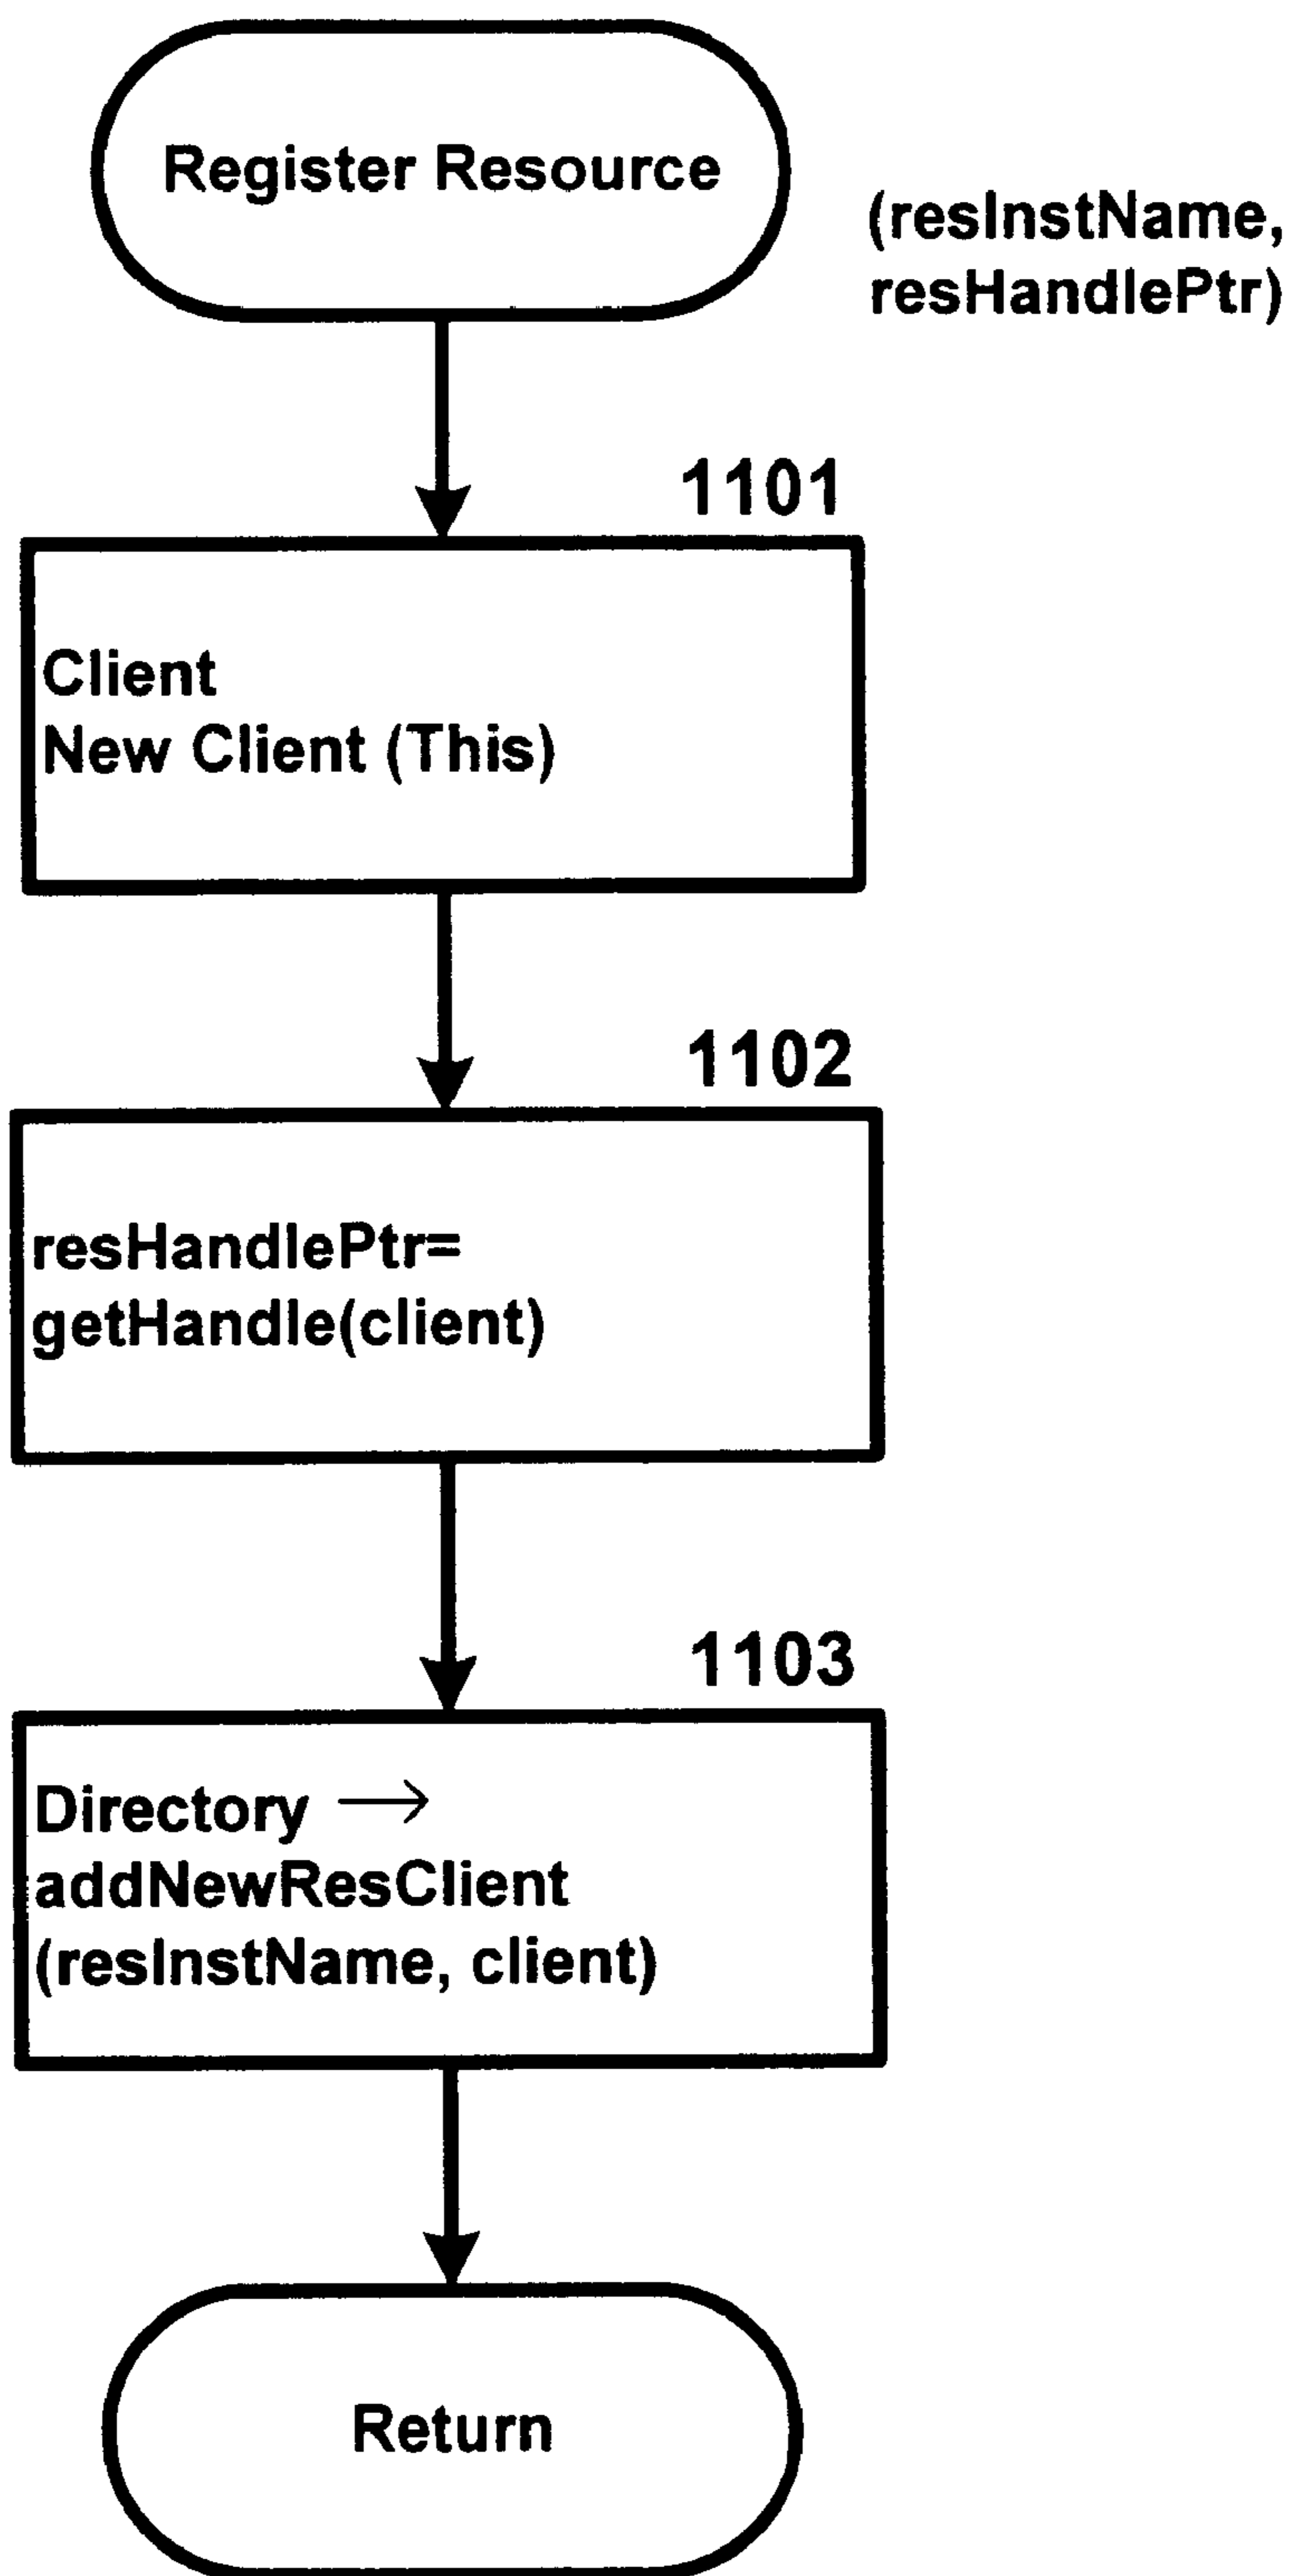 Register Resource
(resInstName,
resHandlePtr)
1101
Client
New Client (This)
1102
resHandlePtr=
getHandle(client)
1103
Directory →
addNewResClient
(resInstName, client)
Return